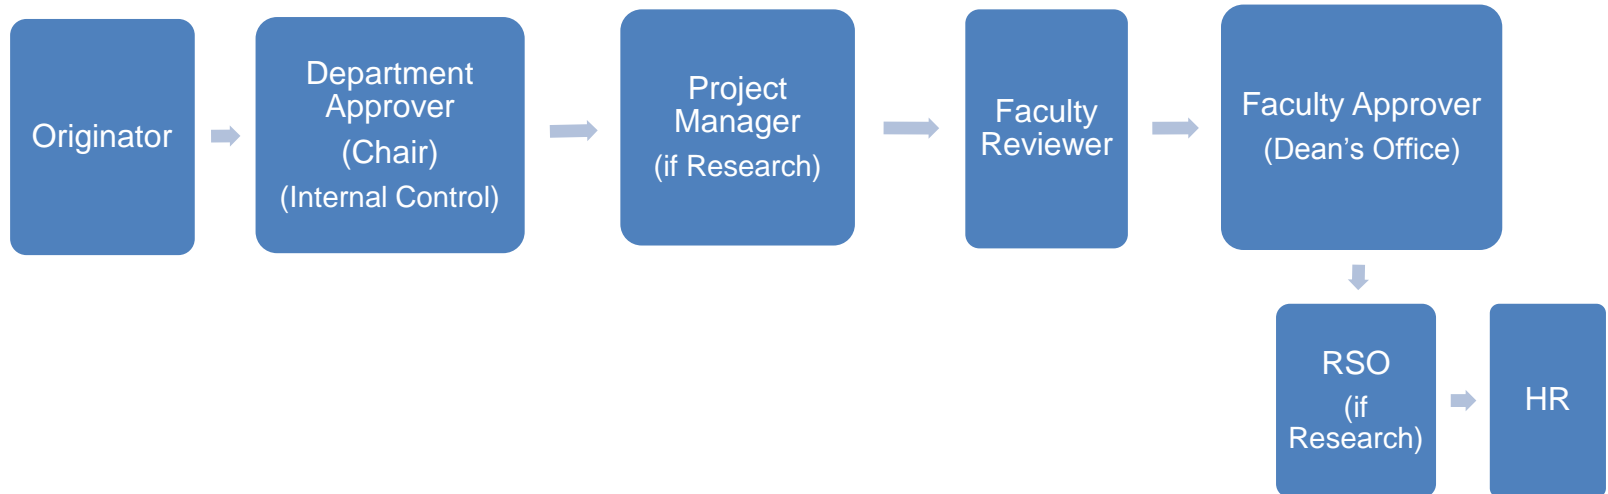 Originator
Department
Approver
(Chair)
(Internal Control)
Project
Manager
(if Research)
Faculty
Reviewer
Faculty Approver
(Dean’s Office)
RSO
(if
Research)
HR